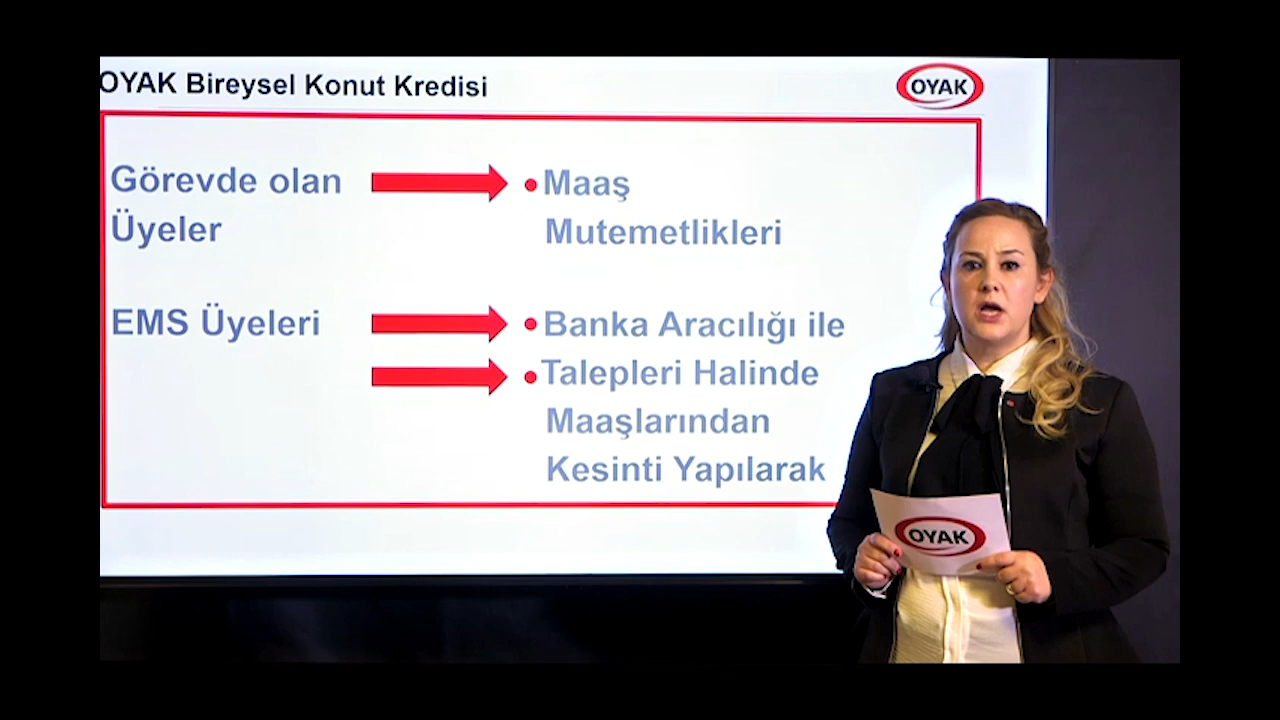 OYAK Bireysel Konut Kredisi
OYAK
Görevde olan
Üyeler
•Maaş
Mutemetlikleri
EMS Üyeleri
•Banka Aracılığı ile
•Talepleri Halinde
Maaşlarından
Kesinti Yapılarak
OYAK